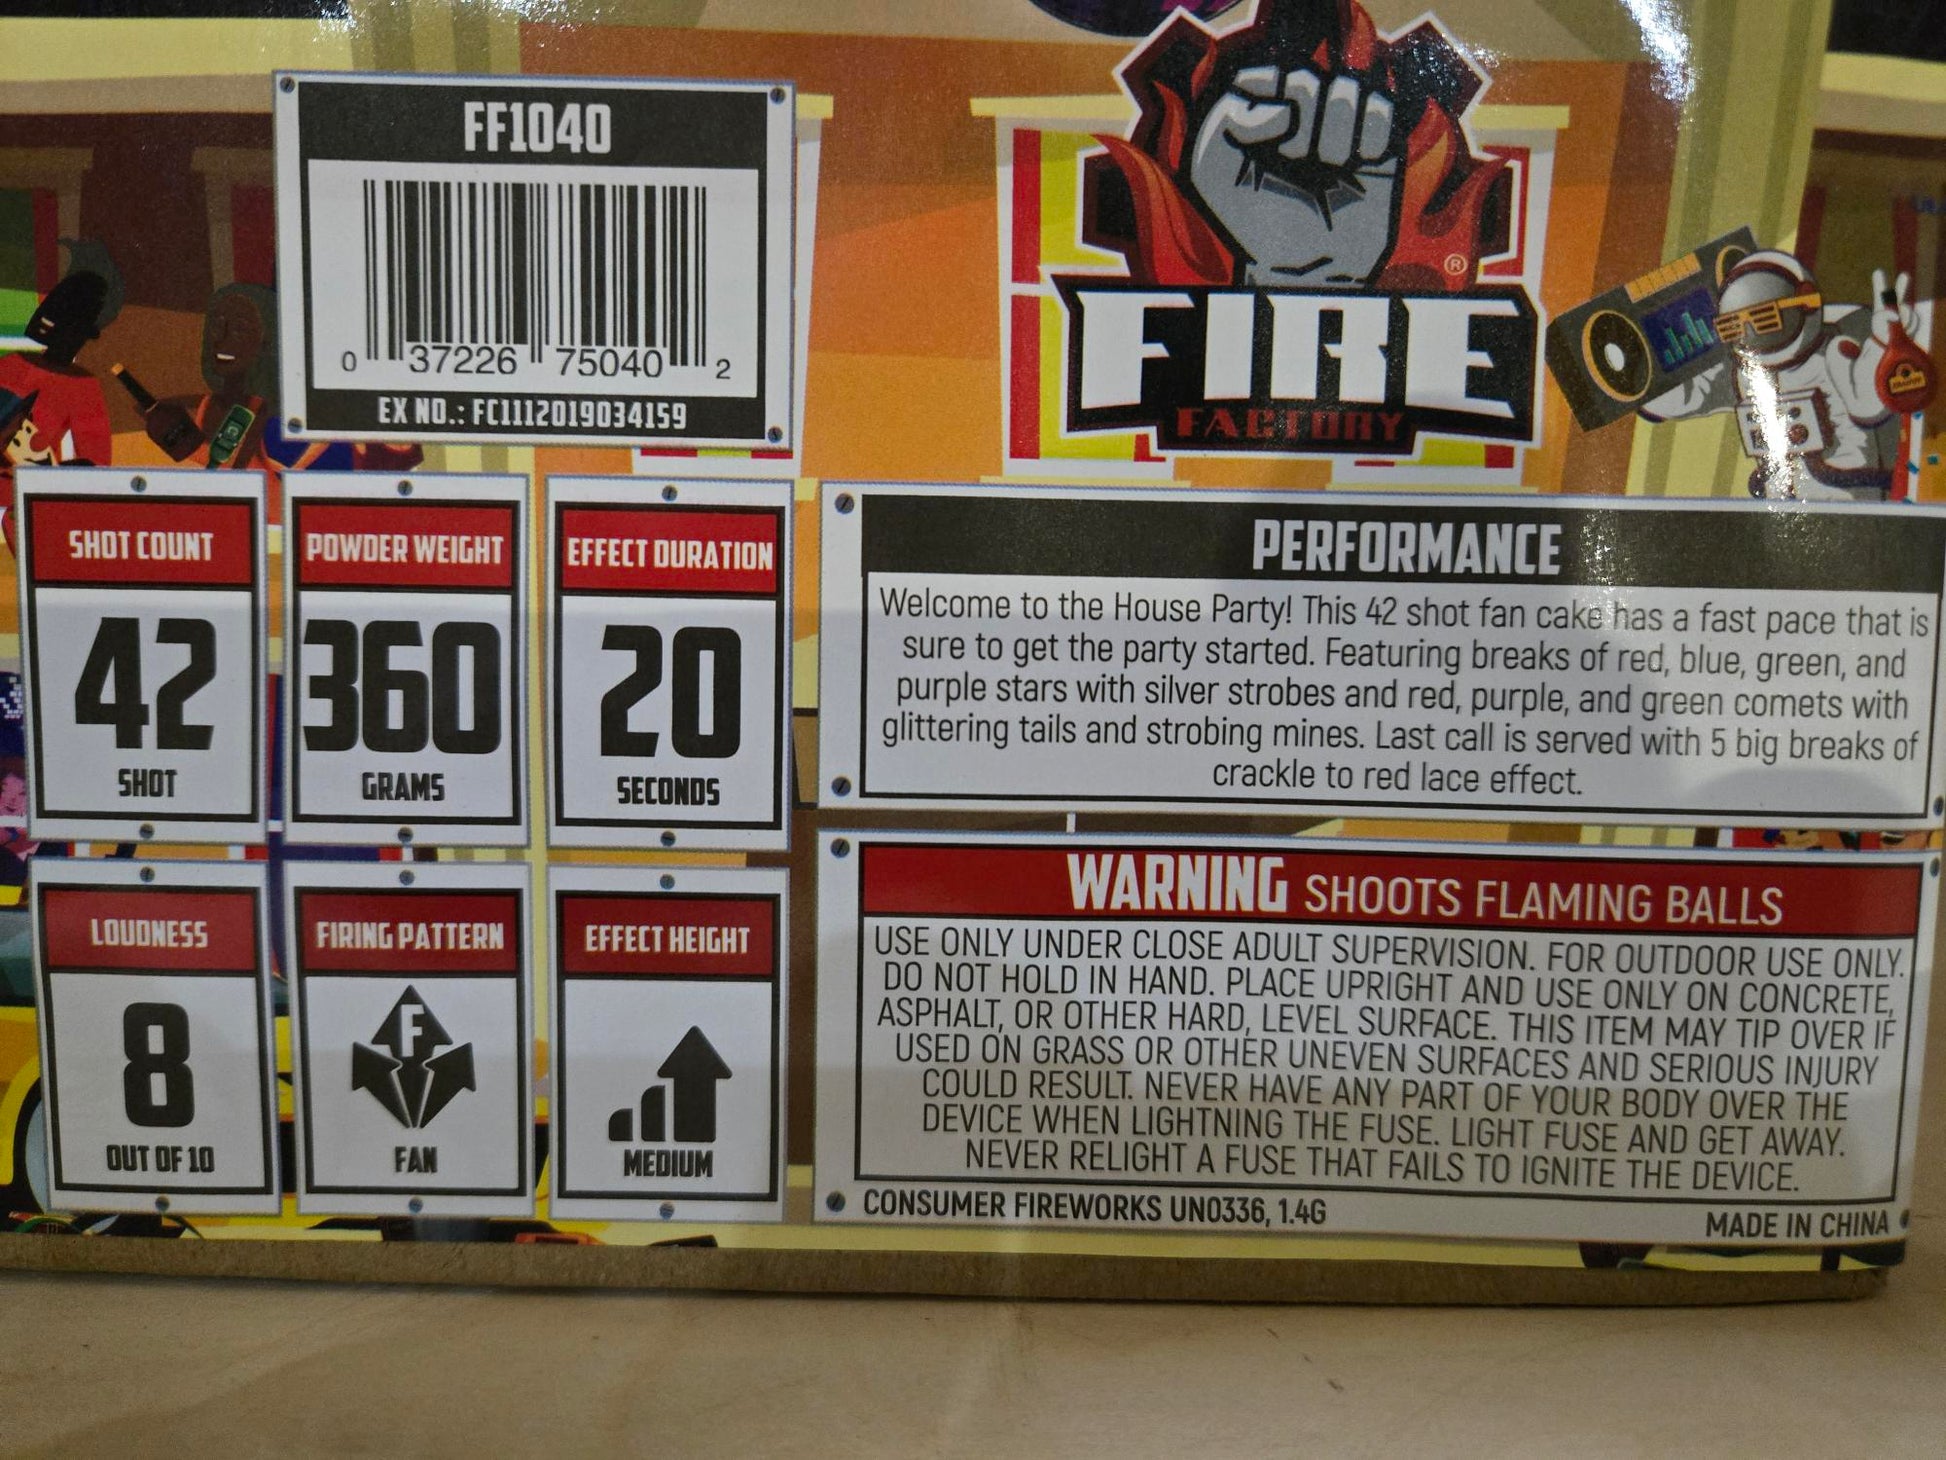 FF1040
0 37226 75040 2
EX NO.: FC1112019034159
®
FIRE
FACTORY
SHOT COUNT
42
SHOT
POWDER WEIGHT
360
GRAMS
EFFECT DURATION
20
SECONDS
LOUDNESS
8
OUT OF 10
FIRING PATTERN
F
FAN
EFFECT HEIGHT
MEDIUM
PERFORMANCE
Welcome to the House Party! This 42 shot fan cake has a fast pace that is
sure to get the party started. Featuring breaks of red, blue, green, and
purple stars with silver strobes and red, purple, and green comets with
glittering tails and strobing mines. Last call is served with 5 big breaks of
crackle to red lace effect.
WARNING SHOOTS FLAMING BALLS
USE ONLY UNDER CLOSE ADULT SUPERVISION. FOR OUTDOOR USE ONLY.
DO NOT HOLD IN HAND. PLACE UPRIGHT AND USE ONLY ON CONCRETE,
ASPHALT, OR OTHER HARD, LEVEL SURFACE. THIS ITEM MAY TIP OVER IF
USED ON GRASS OR OTHER UNEVEN SURFACES AND SERIOUS INJURY
COULD RESULT. NEVER HAVE ANY PART OF YOUR BODY OVER THE
DEVICE WHEN LIGHTNING THE FUSE. LIGHT FUSE AND GET AWAY.
NEVER RELIGHT A FUSE THAT FAILS TO IGNITE THE DEVICE.
CONSUMER FIREWORKS UN0336, 1.4G
MADE IN CHINA